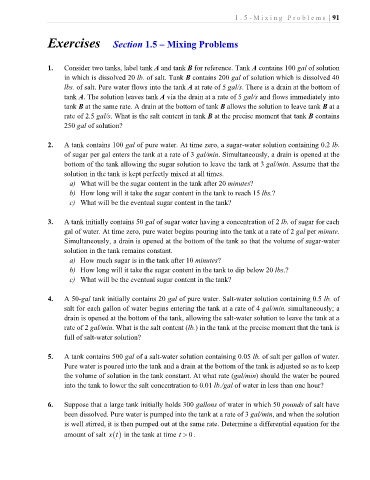 1.5-Mixing Problems | 91
Exercises Section 1.5 – Mixing Problems
1. Consider two tanks, label tank A and tank B for reference. Tank A contains 100 gal of solution
in which is dissolved 20 lb. of salt. Tank B contains 200 gal of solution which is dissolved 40
lbs. of salt. Pure water flows into the tank A at rate of 5 gal/s. There is a drain at the bottom of
tank A. The solution leaves tank A via the drain at a rate of 5 gal/s and flows immediately into
tank B at the same rate. A drain at the bottom of tank B allows the solution to leave tank B at a
rate of 2.5 gal/s. What is the salt content in tank B at the precise moment that tank B contains
250 gal of solution?
2. A tank contains 100 gal of pure water. At time zero, a sugar-water solution containing 0.2 lb.
of sugar per gal enters the tank at a rate of 3 gal/min. Simultaneously, a drain is opened at the
bottom of the tank allowing the sugar solution to leave the tank at 3 gal/min. Assume that the
solution in the tank is kept perfectly mixed at all times.
a) What will be the sugar content in the tank after 20 minutes?
b) How long will it take the sugar content in the tank to reach 15 lbs.?
c) What will be the eventual sugar content in the tank?
3. A tank initially contains 50 gal of sugar water having a concentration of 2 lb. of sugar for each
gal of water. At time zero, pure water begins pouring into the tank at a rate of 2 gal per minute.
Simultaneously, a drain is opened at the bottom of the tank so that the volume of sugar-water
solution in the tank remains constant.
a) How much sugar is in the tank after 10 minutes?
b) How long will it take the sugar content in the tank to dip below 20 lbs.?
c) What will be the eventual sugar content in the tank?
4. A 50-gal tank initially contains 20 gal of pure water. Salt-water solution containing 0.5 lb. of
salt for each gallon of water begins entering the tank at a rate of 4 gal/min. simultaneously; a
drain is opened at the bottom of the tank, allowing the salt-water solution to leave the tank at a
rate of 2 gal/min. What is the salt content (lb.) in the tank at the precise moment that the tank is
full of salt-water solution?
5. A tank contains 500 gal of a salt-water solution containing 0.05 lb. of salt per gallon of water.
Pure water is poured into the tank and a drain at the bottom of the tank is adjusted so as to keep
the volume of solution in the tank constant. At what rate (gal/min) should the water be poured
into the tank to lower the salt concentration to 0.01 lb./gal of water in less than one hour?
6. Suppose that a large tank initially holds 300 gallons of water in which 50 pounds of salt have
been dissolved. Pure water is pumped into the tank at a rate of 3 gal/min, and when the solution
is well stirred, it is then pumped out at the same rate. Determine a differential equation for the
amount of salt x(t) in the tank at time t > 0.